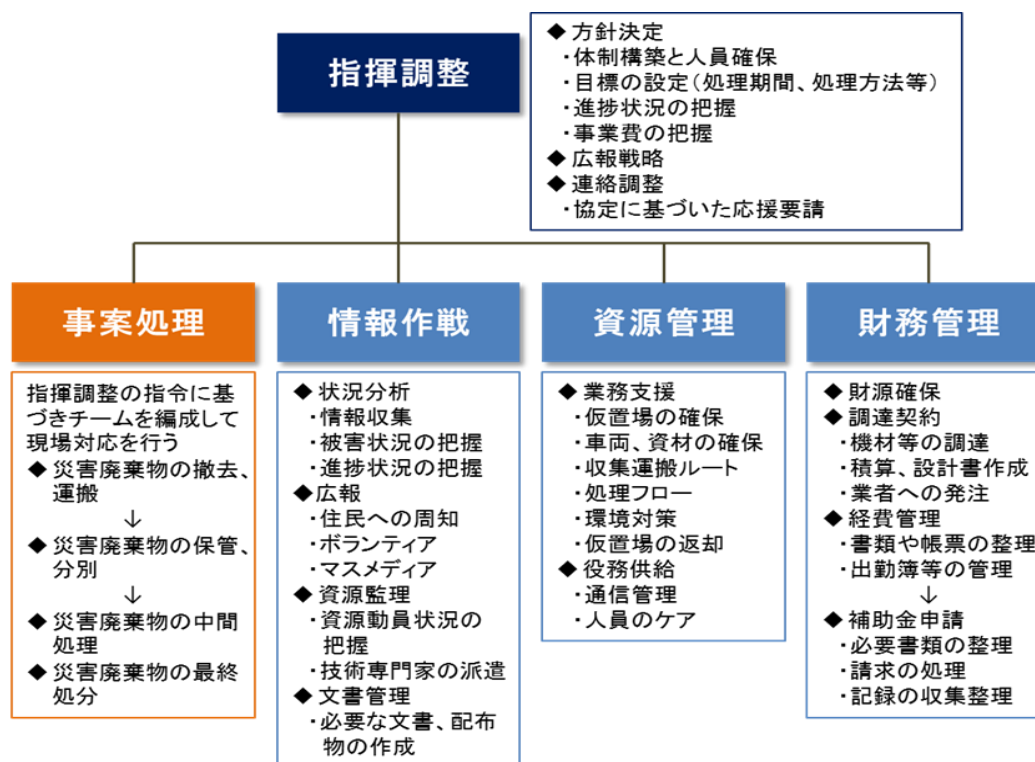 指揮調整
◆ 方針決定
・体制構築と人員確保
・目標の設定（処理期間、処理方法等）
・進捗状況の把握
・事業費の把握
◆ 広報戦略
◆ 連絡調整
・協定に基づいた応援要請
事案処理
指揮調整の指令に基
づきチームを編成して
現場対応を行う
◆ 災害廃棄物の撤去、
運搬
↓
◆ 災害廃棄物の保管、
分別
↓
◆ 災害廃棄物の中間
処理
◆ 災害廃棄物の最終
処分
情報作戦
◆ 状況分析
・情報収集
・被害状況の把握
・進捗状況の把握
◆広報
・住民への周知
・ボランティア
・マスメディア
◆ 資源監理
・資源動員状況の
把握
・技術専門家の派遣
◆ 文書管理
・必要な文書、配布
物の作成
資源管理
◆ 業務支援
・仮置場の確保
・車両、資材の確保
・収集運搬ルート
・処理フロー
・環境対策
・仮置場の返却
◆ 役務供給
・通信管理
・人員のケア
財務管理
◆ 財源確保
◆ 調達契約
・機材等の調達
・積算、設計書作成
・業者への発注
◆ 経費管理
・書類や帳票の整理
・出勤簿等の管理
↓
◆ 補助金申請
・必要書類の整理
・請求の処理
・記録の収集整理